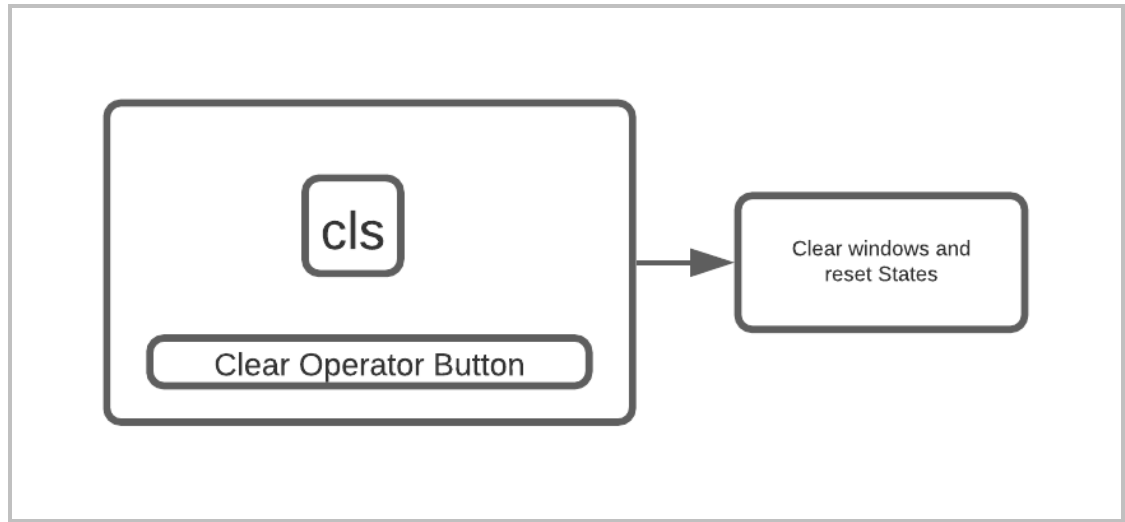 cls
Clear Operator Button
Clear windows and
reset States